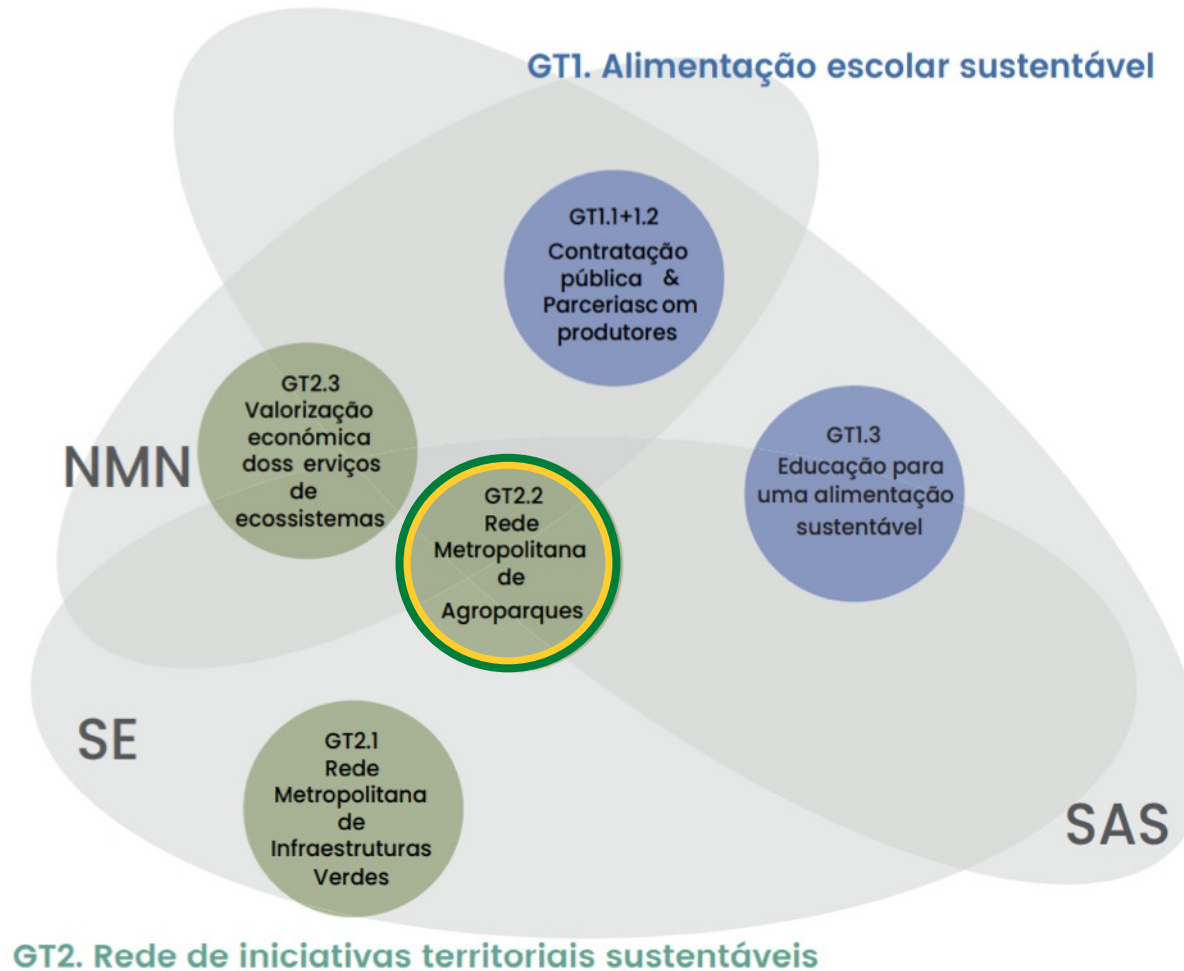 GT1. Alimentação escolar sustentável
GT1.1+1.2
Contratação
pública &
Parceriasc om
produtores
GT2.3
Valorização
económica
doss erviços
de
ecossistemas
NMN
GT1.3
Educação para
uma alimentação
sustentável
GT2.2
Rede
Metropolitana
de
Agroparques
SE
GT2.1
Rede
Metropolitana
de
Infraestruturas
Verdes
SAS
GT2. Rede de iniciativas territoriais sustentáveis